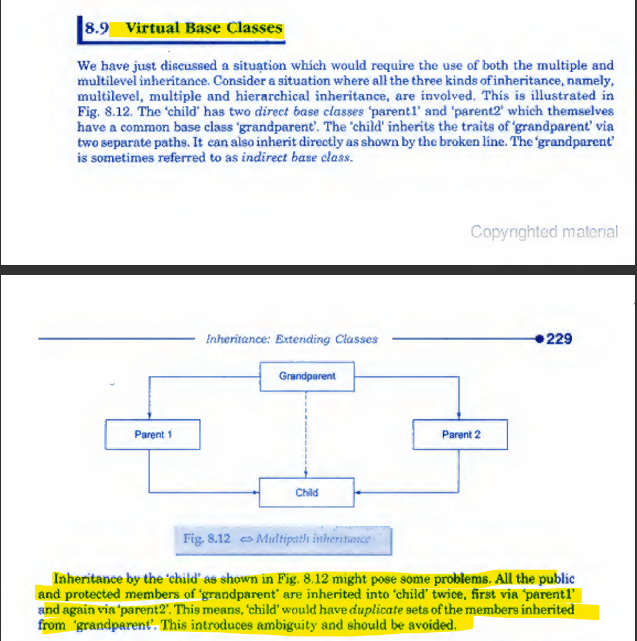 8.9 Virtual Base Classes
We have just discussed a situation which would require the use of both the multiple and
multilevel inheritance. Consider a situation where all the three kinds of inheritance, namely,
multilevel, multiple and hierarchical inheritance, are involved. This is illustrated in
Fig. 8.12. The ‘child’ has two direct base classes ‘parent1’ and ‘parent2’ which themselves
have a common base class ‘grandparent’. The ‘child’ inherits the traits of ‘grandparent’ via
two separate paths. It can also inherit directly as shown by the broken line. The ‘grandparent’
is sometimes referred to as indirect base class.
Copyrighted material
Inheritance: Extending Classes 229
Grandparent
Parent 1 Parent 2
Child
Fig. 8.12 ⇔ Multipath inheritance
Inheritance by the ‘child’ as shown in Fig. 8.12 might pose some problems. All the public
and protected members of ‘grandparent’ are inherited into ‘child’ twice, first via ‘parent1’
and again via ‘parent2’. This means, ‘child’ would have duplicate sets of the members inherited
from ‘grandparent’. This introduces ambiguity and should be avoided.